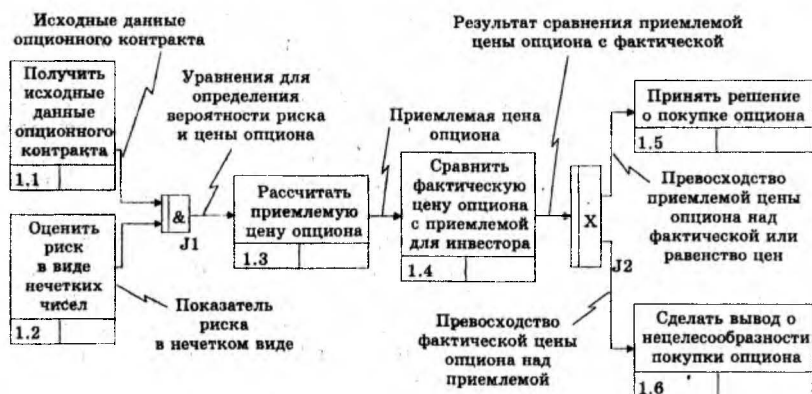 Исходные данные
опционного контракта
Получить
исходные
данные
опционного
контракта
1.1
Оценить
риск
в виде
нечетких
чисел
1.2
Уравнения для
определения
вероятности риска
и цены опциона
&
J1
Показатель
риска
в нечетком виде
Рассчитать
приемлемую
цену опциона
1.3
Приемлемая цена
опциона
Сравнить
фактическую
цену опциона
с приемлемой
для инвестора
1.4
Результат сравнения приемлемой
цены опциона с фактической
X
J2
Принять решение
о покупке опциона
1.5
Превосходство
приемлемой цены
опциона над
фактической или
равенство цен
Превосходство
фактической цены
опциона над
приемлемой
Сделать вывод о
нецелесообразности
покупки опциона
1.6